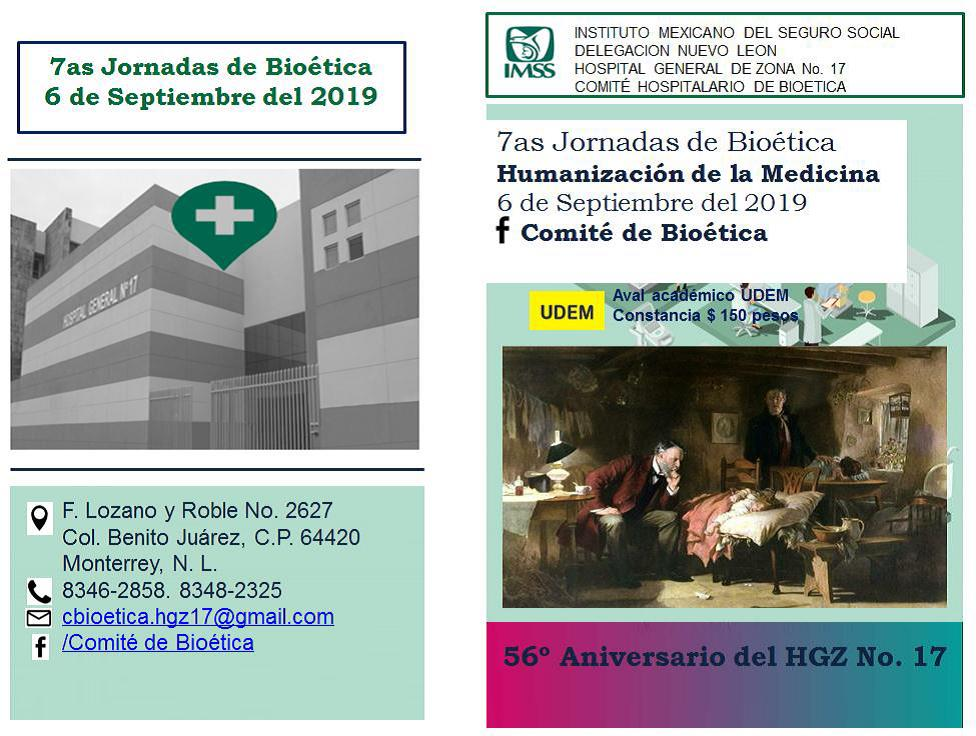 7as Jornadas de Bioética
6 de Septiembre del 2019
HOSPITAL GENERAL Nº 17
F. Lozano y Roble No. 2627
Col. Benito Juárez, C.P. 64420
Monterrey, N. L.
8346-2858. 8348-2325
cbioetica.hgz17@gmail.com
/Comité de Bioética
IMSS
INSTITUTO MEXICANO DEL SEGURO SOCIAL
DELEGACION NUEVO LEON
HOSPITAL GENERAL DE ZONA No. 17
COMITÉ HOSPITALARIO DE BIOETICA
7as Jornadas de Bioética
Humanización de la Medicina
6 de Septiembre del 2019
f Comité de Bioética
UDEM
Aval académico UDEM
Constancia $ 150 pesos
56º Aniversario del HGZ No. 17